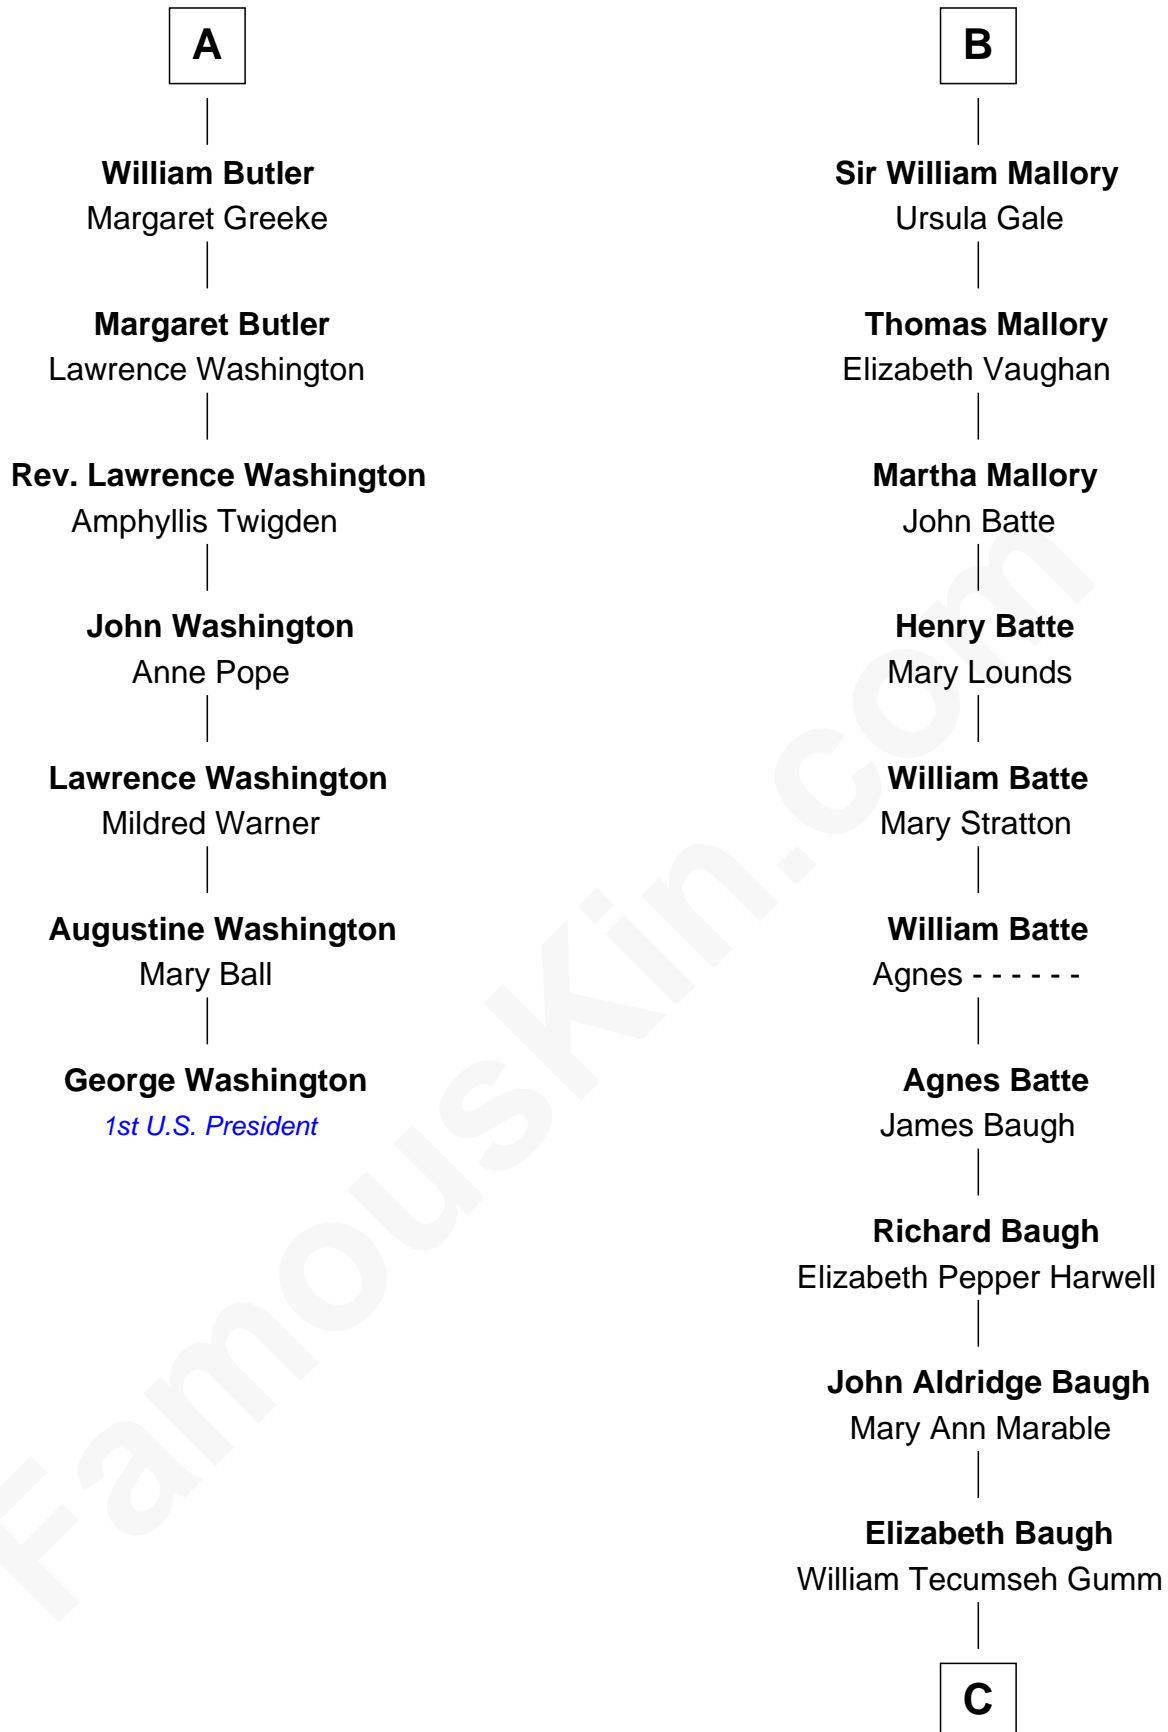 A
William Butler
Margaret Greeke
Margaret Butler
Lawrence Washington
Rev. Lawrence Washington
Amphyllis Twigden
John Washington
Anne Pope
Lawrence Washington
Mildred Warner
Augustine Washington
Mary Ball
George Washington
1st U.S. President
B
Sir William Mallory
Ursula Gale
Thomas Mallory
Elizabeth Vaughan
Martha Mallory
John Batte
Henry Batte
Mary Lounds
William Batte
Mary Stratton
William Batte
Agnes - - - - - -
Agnes Batte
James Baugh
Richard Baugh
Elizabeth Pepper Harwell
John Aldridge Baugh
Mary Ann Marable
Elizabeth Baugh
William Tecumseh Gumm
C
FamousKin.com